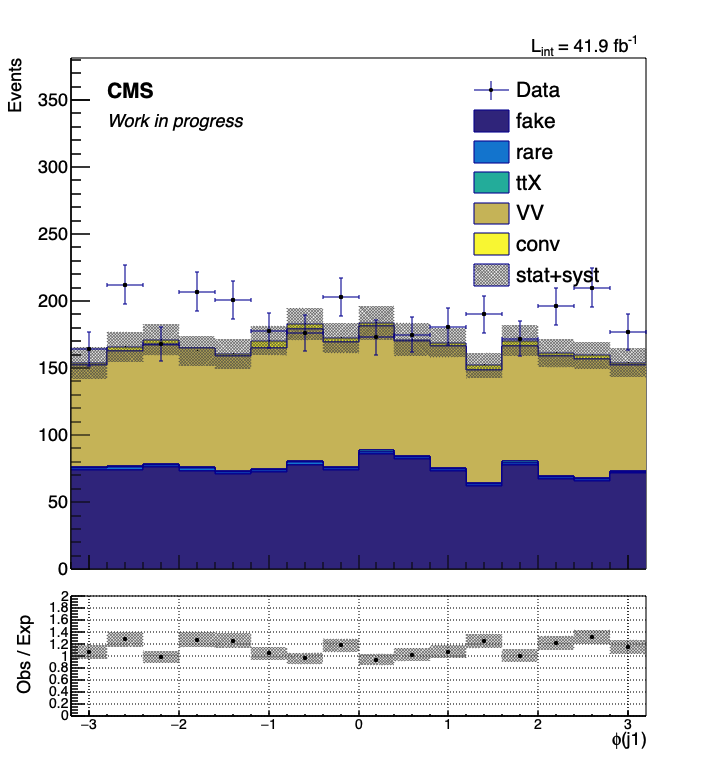 L_int = 41.9 fb⁻¹
Events
CMS
Work in progress
Data
fake
rare
ttX
VV
conv
stat+syst
350
300
250
200
150
100
50
0
Obs / Exp
2
1.8
1.6
1.4
1.2
1
0.8
0.6
0.4
0.2
0
−3 −2 −1 0 1 2 3
ϕ(j1)